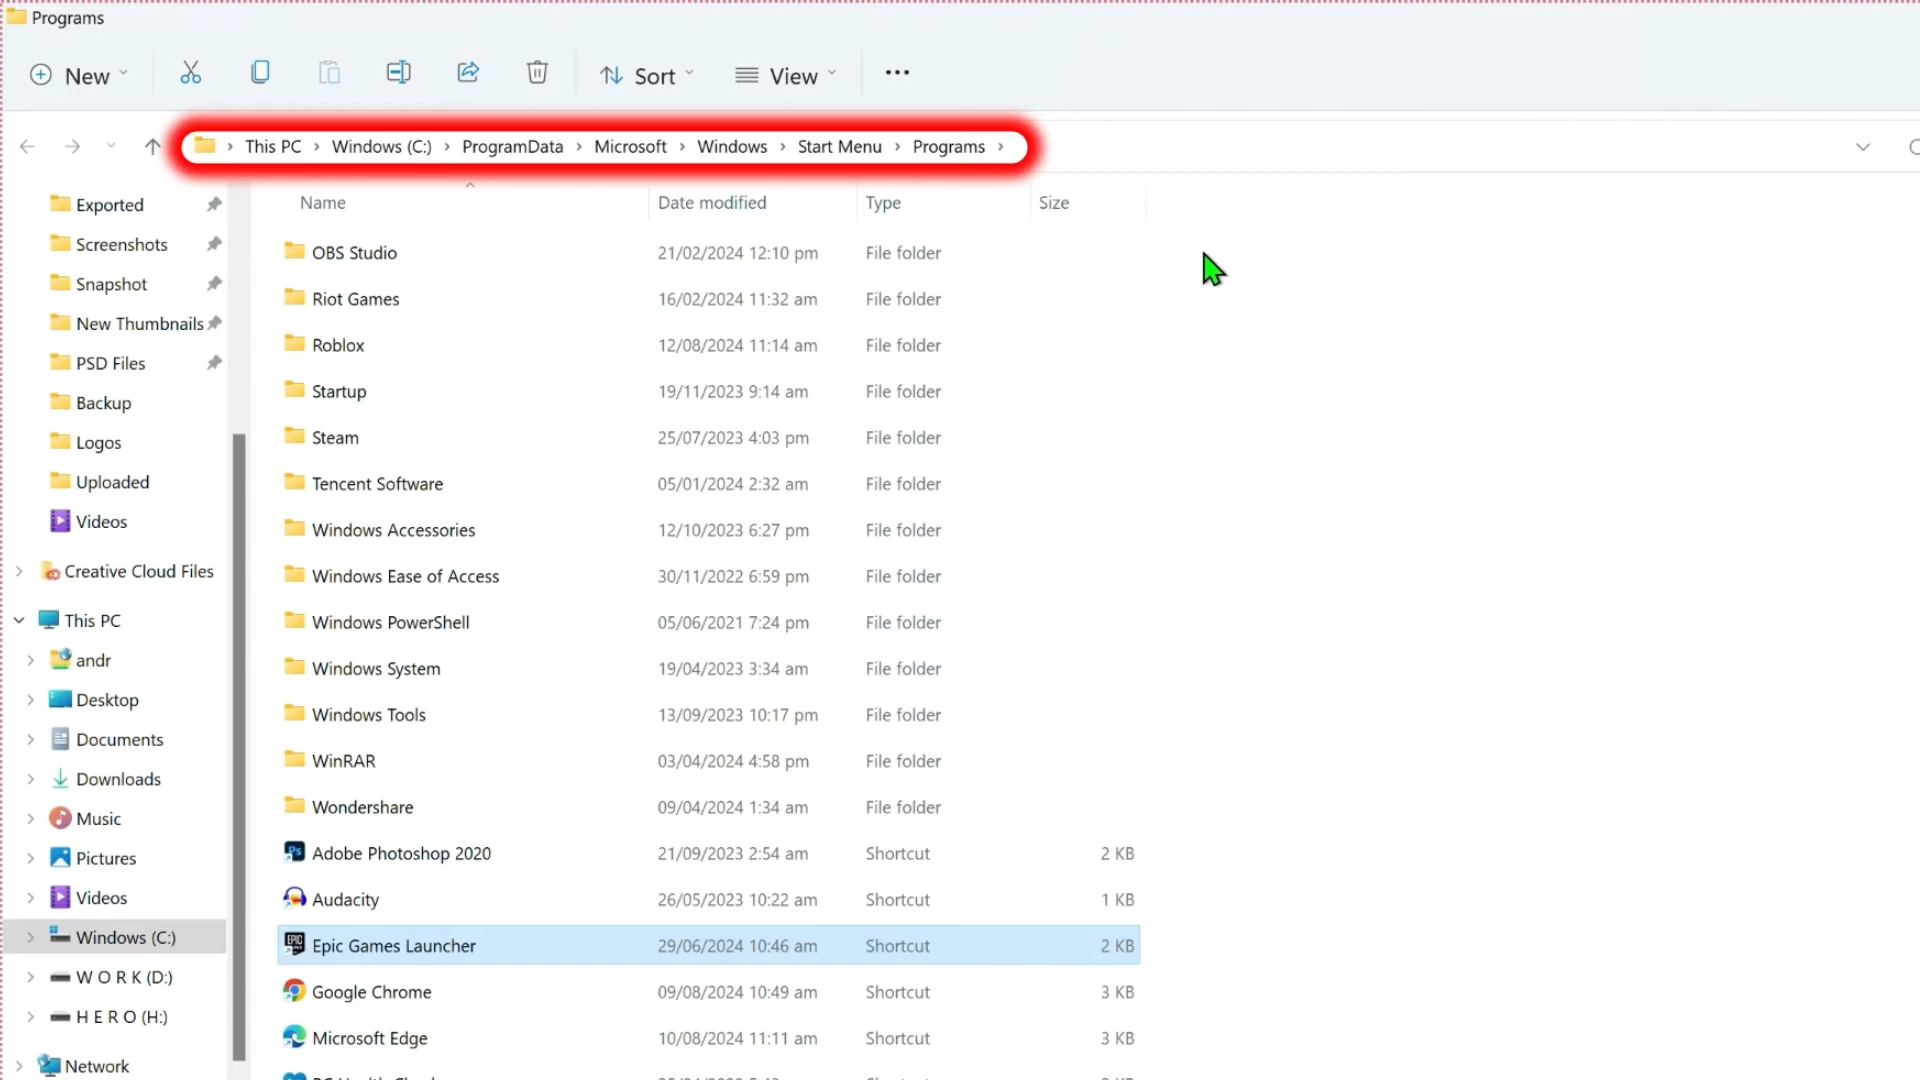 Programs
New
Sort
View
This PC > Windows (C:) > ProgramData > Microsoft > Windows > Start Menu > Programs >
Name Date modified Type Size
Exported
Screenshots
Snapshot
New Thumbnails
PSD Files
Backup
Logos
Uploaded
Videos
Creative Cloud Files
This PC
andr
Desktop
Documents
Downloads
Music
Pictures
Videos
Windows (C:)
W O R K (D:)
H E R O (H:)
Network
OBS Studio 21/02/2024 12:10 pm File folder
Riot Games 16/02/2024 11:32 am File folder
Roblox 12/08/2024 11:14 am File folder
Startup 19/11/2023 9:14 am File folder
Steam 25/07/2023 4:03 pm File folder
Tencent Software 05/01/2024 2:32 am File folder
Windows Accessories 12/10/2023 6:27 pm File folder
Windows Ease of Access 30/11/2022 6:59 pm File folder
Windows PowerShell 05/06/2021 7:24 pm File folder
Windows System 19/04/2023 3:34 am File folder
Windows Tools 13/09/2023 10:17 pm File folder
WinRAR 03/04/2024 4:58 pm File folder
Wondershare 09/04/2024 1:34 am File folder
Adobe Photoshop 2020 21/09/2023 2:54 am Shortcut 2 KB
Audacity 26/05/2023 10:22 am Shortcut 1 KB
Epic Games Launcher 29/06/2024 10:46 am Shortcut 2 KB
Google Chrome 09/08/2024 10:49 am Shortcut 3 KB
Microsoft Edge 10/08/2024 11:11 am Shortcut 3 KB